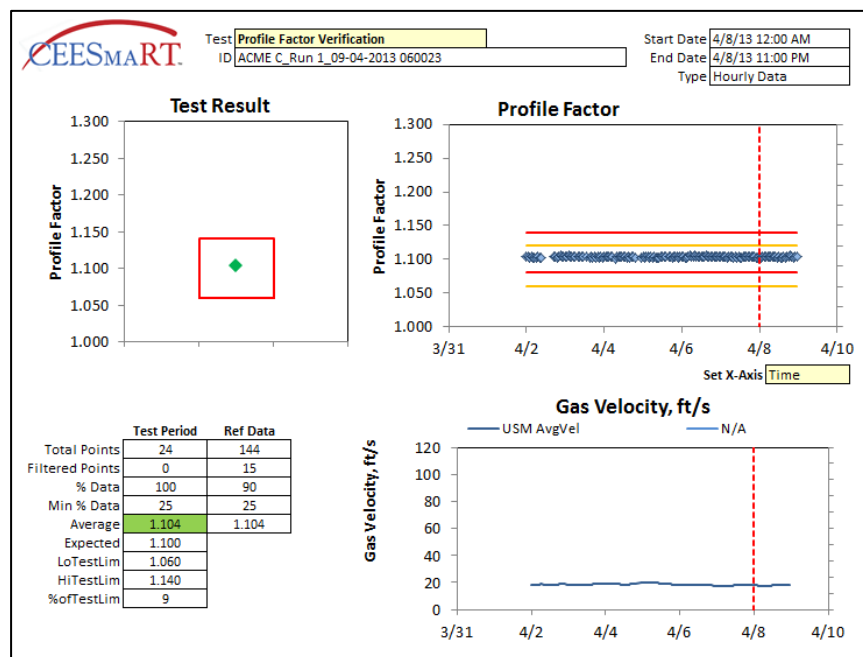 CEESMART™
Test Profile Factor Verification
ID ACME C_Run 1_09-04-2013 060023
Start Date 4/8/13 12:00 AM
End Date 4/8/13 11:00 PM
Type Hourly Data
Test Result
Profile Factor
1.300
1.250
1.200
1.150
1.100
1.050
1.000
Profile Factor
Profile Factor
1.300
1.250
1.200
1.150
1.100
1.050
1.000
3/31 4/2 4/4 4/6 4/8 4/10
Set X-Axis Time
Test Period Ref Data
Total Points 24 144
Filtered Points 0 15
% Data 100 90
Min % Data 25 25
Average 1.104 1.104
Expected 1.100
LoTestLim 1.060
HiTestLim 1.140
%ofTestLim 9
Gas Velocity, ft/s
USM AvgVel N/A
Gas Velocity, ft/s
120
100
80
60
40
20
0
3/31 4/2 4/4 4/6 4/8 4/10